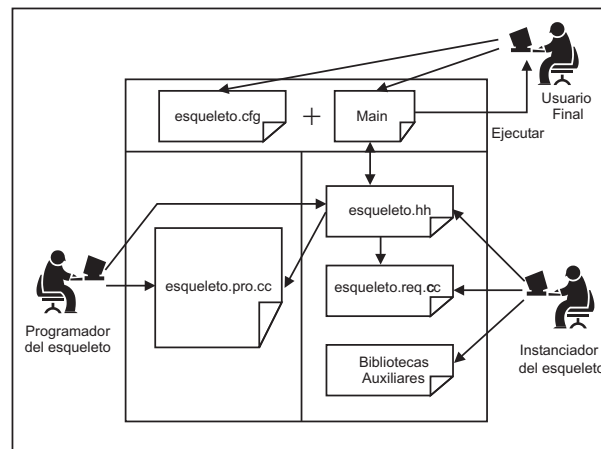 esqueleto.cfg
+
Main
Usuario
Final
Ejecutar
esqueleto.hh
esqueleto.pro.cc
esqueleto.req.cc
Programador
del esqueleto
Bibliotecas
Auxiliares
Instanciador
del esqueleto